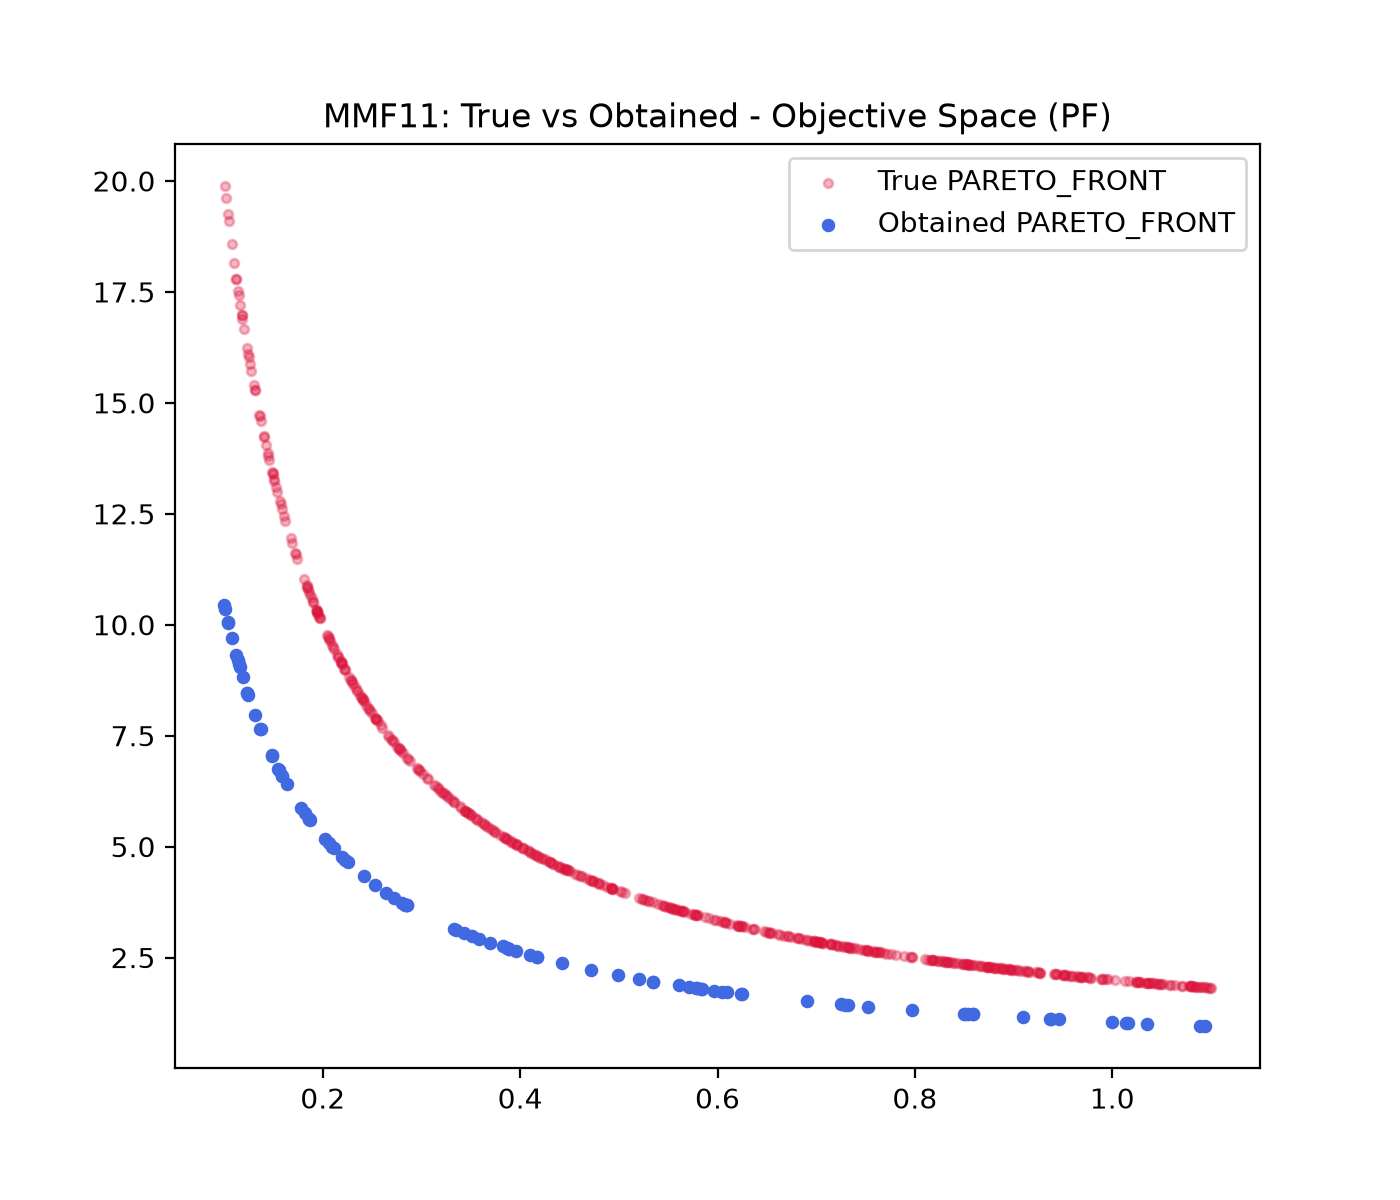 MMF11: True vs Obtained - Objective Space (PF)
True PARETO_FRONT
Obtained PARETO_FRONT
20.0
17.5
15.0
12.5
10.0
7.5
5.0
2.5
0.2 0.4 0.6 0.8 1.0